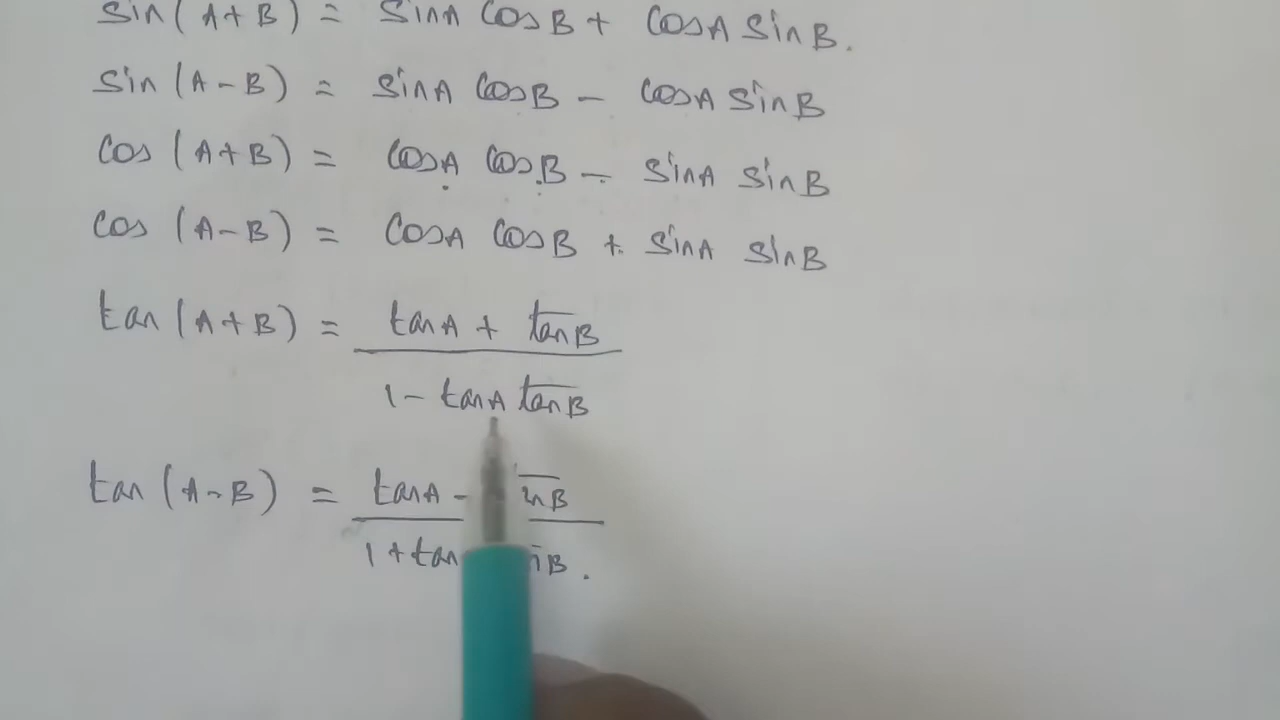 sin(A+B) = sinA cosB + cosA sinB.
sin(A-B) = sinA cosB - cosA sinB
cos(A+B) = cosA cosB - sinA sinB
cos(A-B) = cosA cosB + sinA sinB
tan(A+B) = tanA + tanB
1 - tanA tanB
tan(A-B) = tanA -
1 + tan